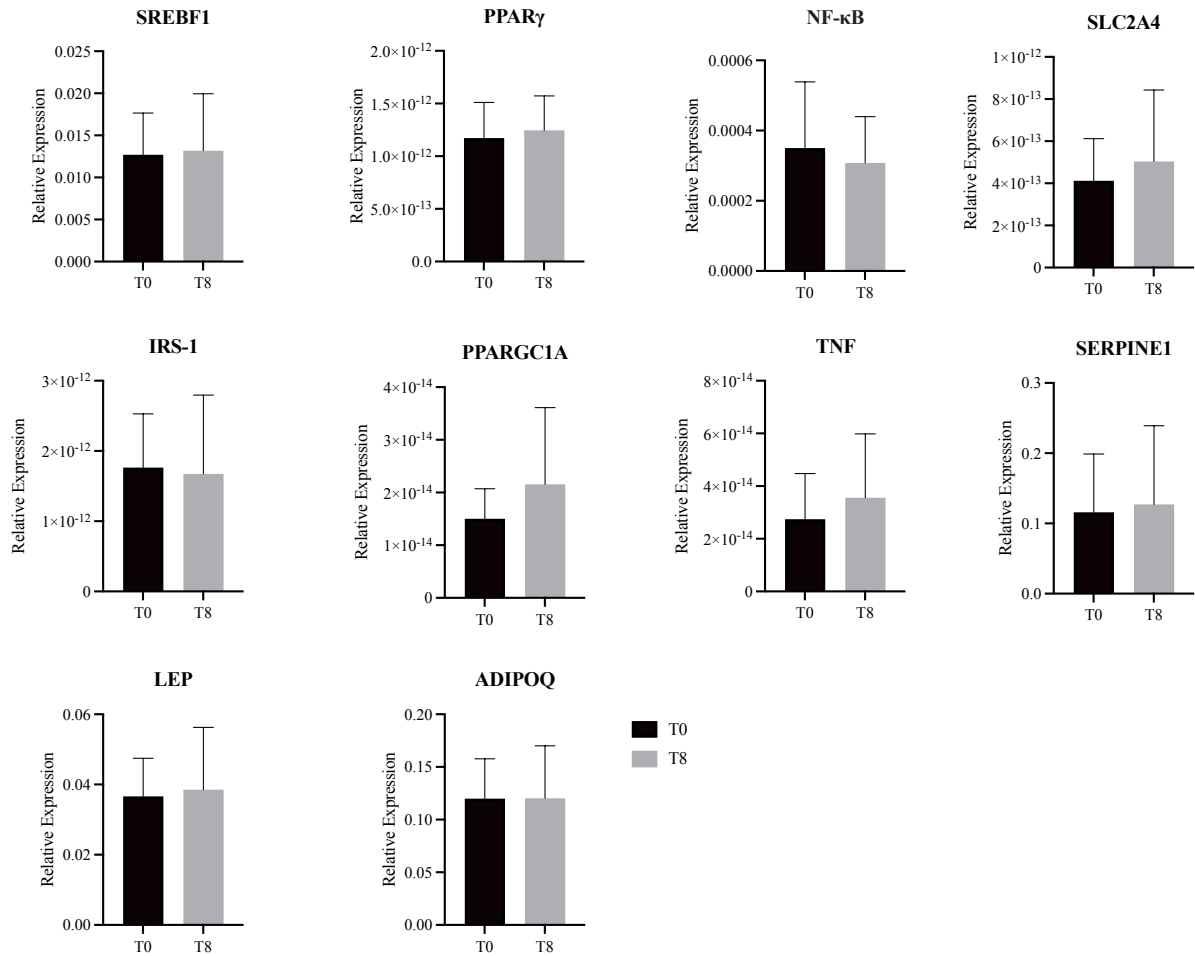 SREBF1
Relative Expression
0.025
0.020
0.015
0.010
0.005
0.000
T0 T8
PPARγ
Relative Expression
2.0×10⁻¹²
1.5×10⁻¹²
1.0×10⁻¹²
5.0×10⁻¹³
0.0
T0 T8
NF-κB
Relative Expression
0.0006
0.0004
0.0002
0.0000
T0 T8
SLC2A4
Relative Expression
1×10⁻¹²
8×10⁻¹³
6×10⁻¹³
4×10⁻¹³
2×10⁻¹³
0
T0 T8
IRS-1
Relative Expression
3×10⁻¹²
2×10⁻¹²
1×10⁻¹²
0
T0 T8
PPARGC1A
Relative Expression
4×10⁻¹⁴
3×10⁻¹⁴
2×10⁻¹⁴
1×10⁻¹⁴
0
T0 T8
TNF
Relative Expression
8×10⁻¹⁴
6×10⁻¹⁴
4×10⁻¹⁴
2×10⁻¹⁴
0
T0 T8
SERPINE1
Relative Expression
0.3
0.2
0.1
0.0
T0 T8
LEP
Relative Expression
0.06
0.04
0.02
0.00
T0 T8
ADIPOQ
Relative Expression
0.20
0.15
0.10
0.05
0.00
T0 T8
T0
T8